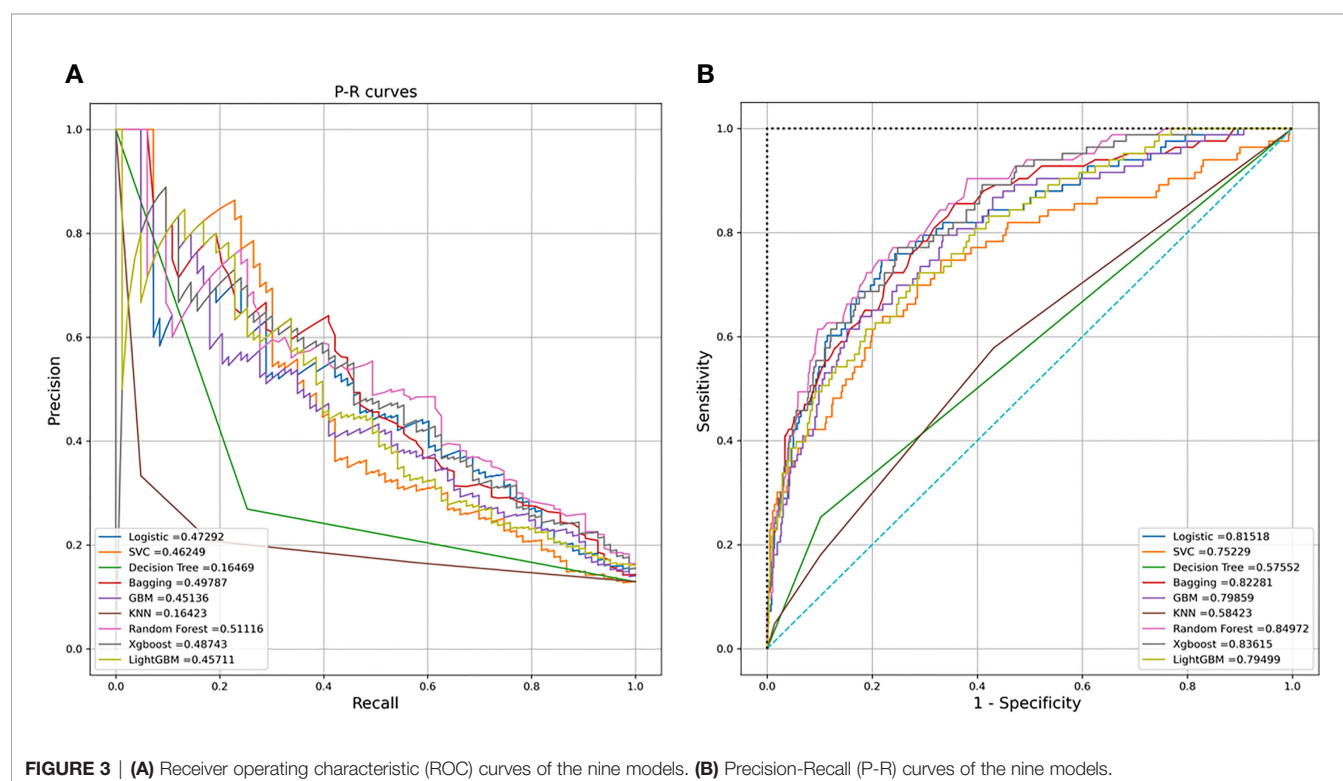 A
P-R curves
1.0
0.8
0.6
0.4
0.2
0.0
Precision
Logistic =0.47292
SVC =0.46249
Decision Tree =0.16469
Bagging =0.49787
GBM =0.45136
KNN =0.16423
Random Forest =0.51116
Xgboost =0.48743
LightGBM =0.45711
0.0 0.2 0.4 0.6 0.8 1.0
Recall
B
1.0
0.8
0.6
0.4
0.2
0.0
Sensitivity
Logistic =0.81518
SVC =0.75229
Decision Tree =0.57552
Bagging =0.82281
GBM =0.79859
KNN =0.58423
Random Forest =0.84972
Xgboost =0.83615
LightGBM =0.79499
0.0 0.2 0.4 0.6 0.8 1.0
1 - Specificity
FIGURE 3 | (A) Receiver operating characteristic (ROC) curves of the nine models. (B) Precision-Recall (P-R) curves of the nine models.